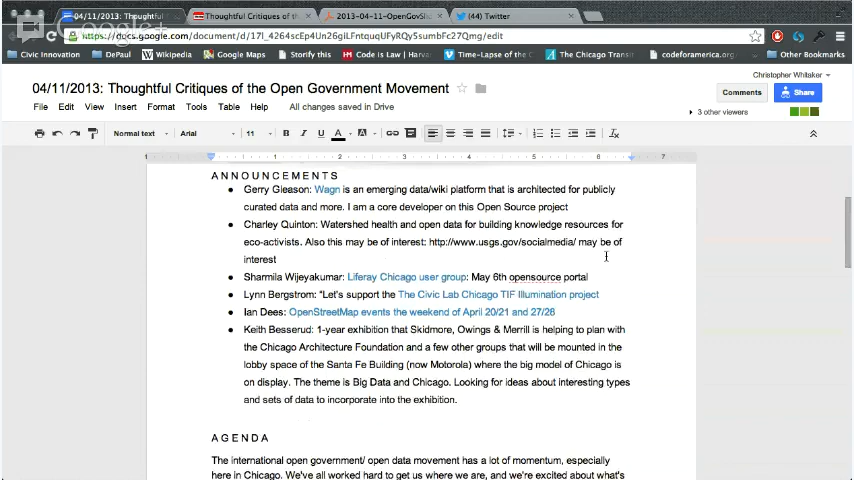 04/11/2013: Thoughtful
Thoughtful Critiques of the
2013-04-11-OpenGovSh
(44) Twitter
https://docs.google.com/document/d/17l_4264scEp4Un26giLFntquqUFyRQySsumbFc27Qmg/edit
Civic Innovation DePaul Wikipedia Google Maps Storify this Code is Law / Harvard Time-Lapse of the The Chicago Trans codeforamerica.org Other Bookmarks
Christopher Whitaker
04/11/2013: Thoughtful Critiques of the Open Government Movement
Comments Share
File Edit View Insert Format Tools Table Help All changes saved in Drive
3 other viewers
Normal text Arial 11 B I U A A
1 1 2 3 4 5 6 7
ANNOUNCEMENTS
● Gerry Gleason: Wagn is an emerging data/wiki platform that is architected for publicly
curated data and more. I am a core developer on this Open Source project
● Charley Quinton: Watershed health and open data for building knowledge resources for
eco-activists. Also this may be of interest: http://www.usgs.gov/socialmedia/ may be of
interest
● Sharmila Wijeyakumar: Liferay Chicago user group: May 6th opensource portal
● Lynn Bergstrom: "Let's support the The Civic Lab Chicago TIF Illumination project
● Ian Dees: OpenStreetMap events the weekend of April 20/21 and 27/28
● Keith Besserud: 1-year exhibition that Skidmore, Owings & Merrill is helping to plan with
the Chicago Architecture Foundation and a few other groups that will be mounted in the
lobby space of the Santa Fe Building (now Motorola) where the big model of Chicago is
on display. The theme is Big Data and Chicago. Looking for ideas about interesting types
and sets of data to incorporate into the exhibition.
AGENDA
The international open government/ open data movement has a lot of momentum, especially
here in Chicago. We've all worked hard to get us where we are, and we're excited about what's